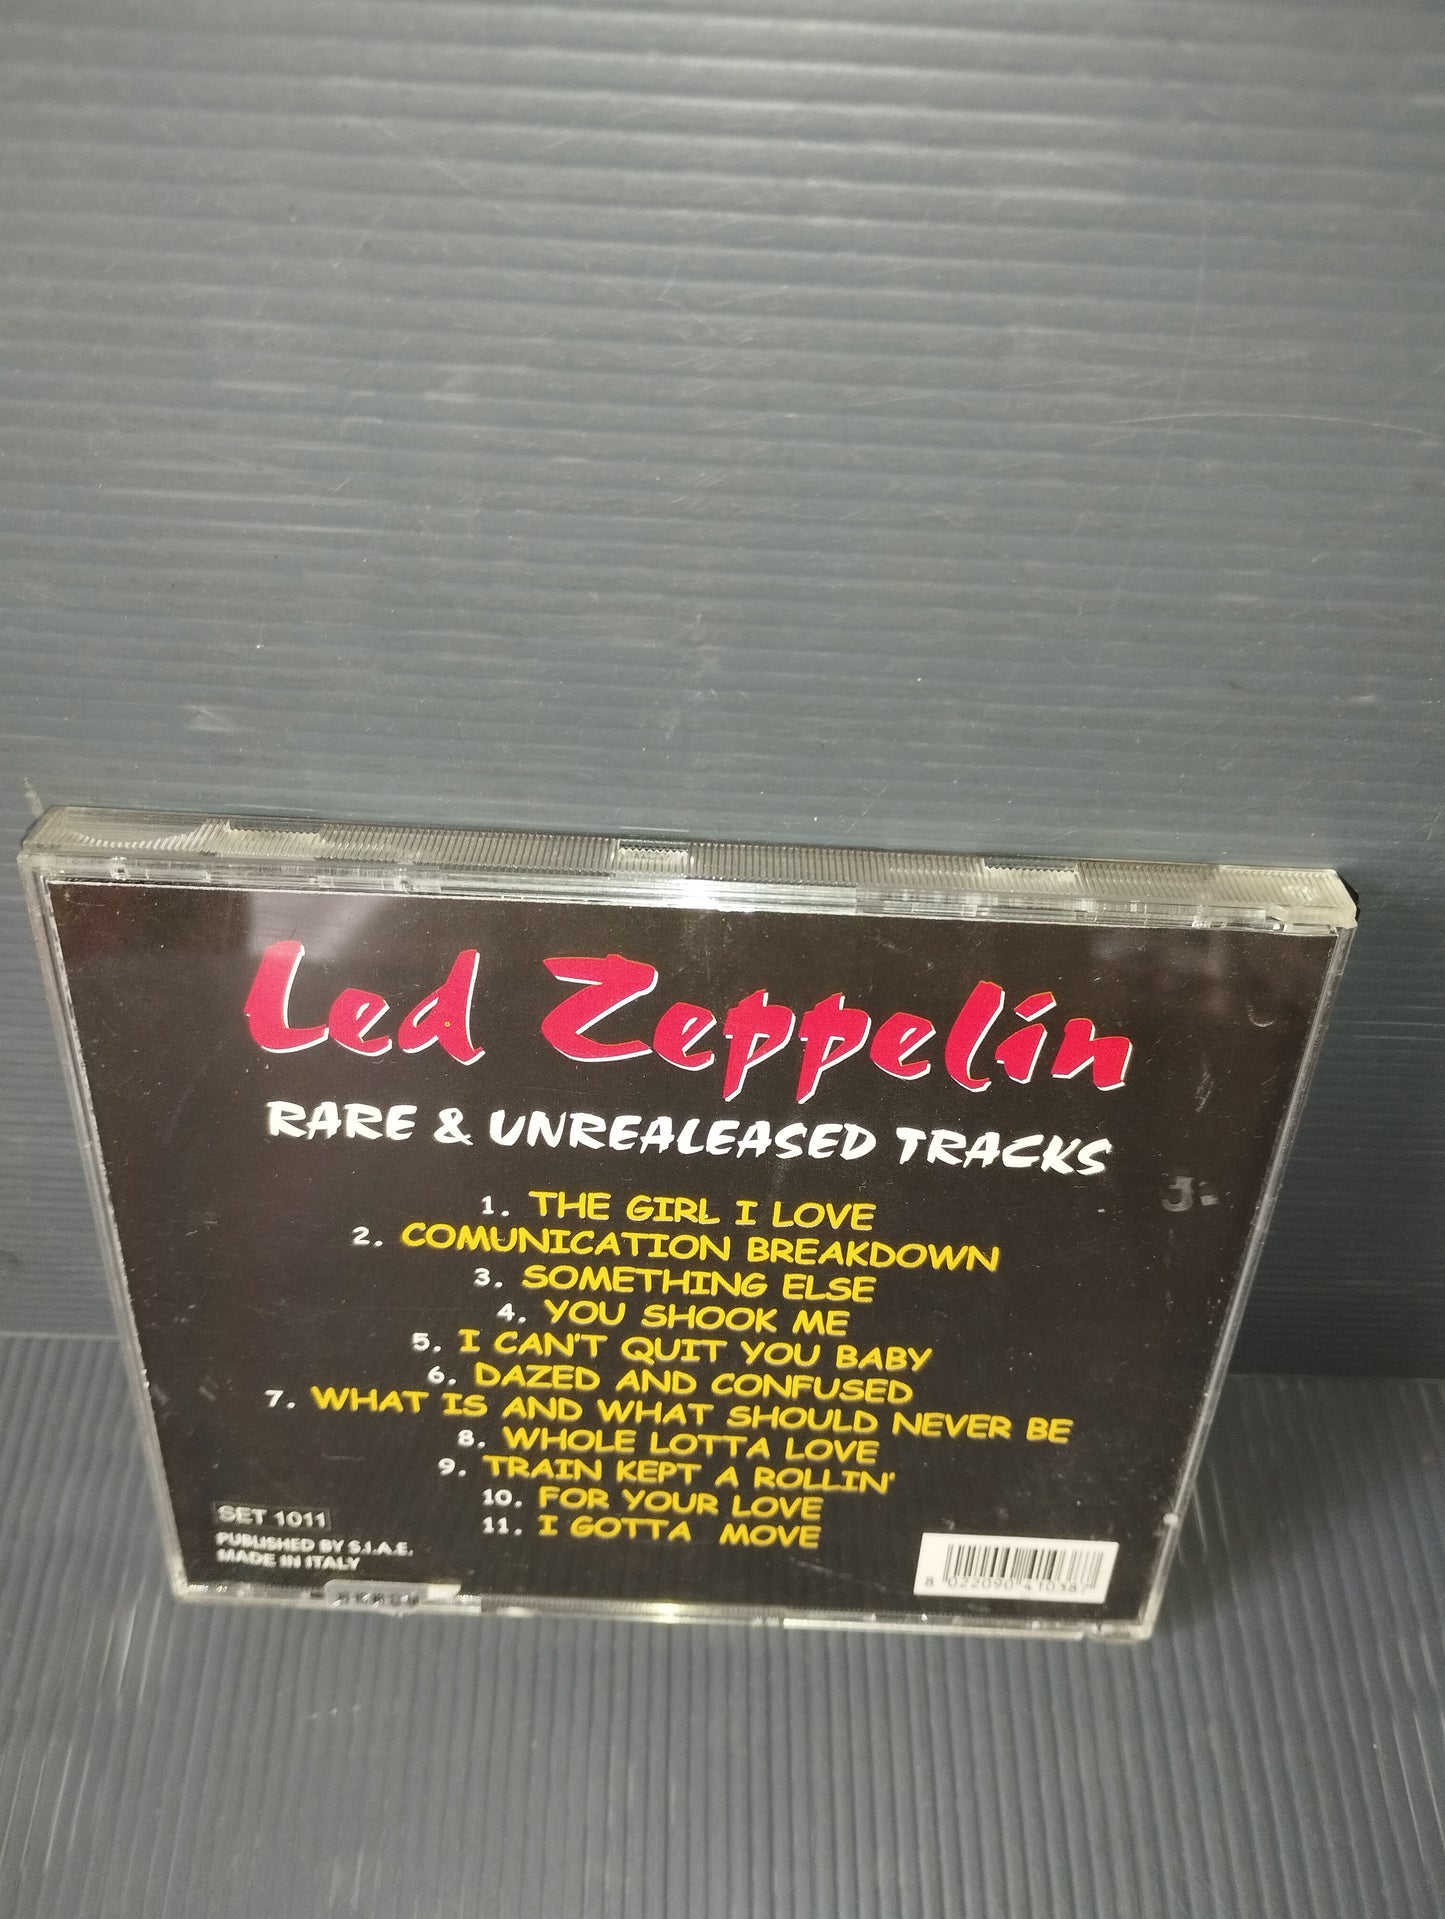 Led Zeppelin
RARE & UNREALEASED TRACKS
1. THE GIRL I LOVE
2. COMUNICATION BREAKDOWN
3. SOMETHING ELSE
4. YOU SHOOK ME
5. I CAN'T QUIT YOU BABY
6. DAZED AND CONFUSED
7. WHAT IS AND WHAT SHOULD NEVER BE
8. WHOLE LOTTA LOVE
9. TRAIN KEPT A ROLLIN'
10. FOR YOUR LOVE
11. I GOTTA MOVE
SET 1011
PUBLISHED BY S.I.A.E.
MADE IN ITALY
8 022090 410387